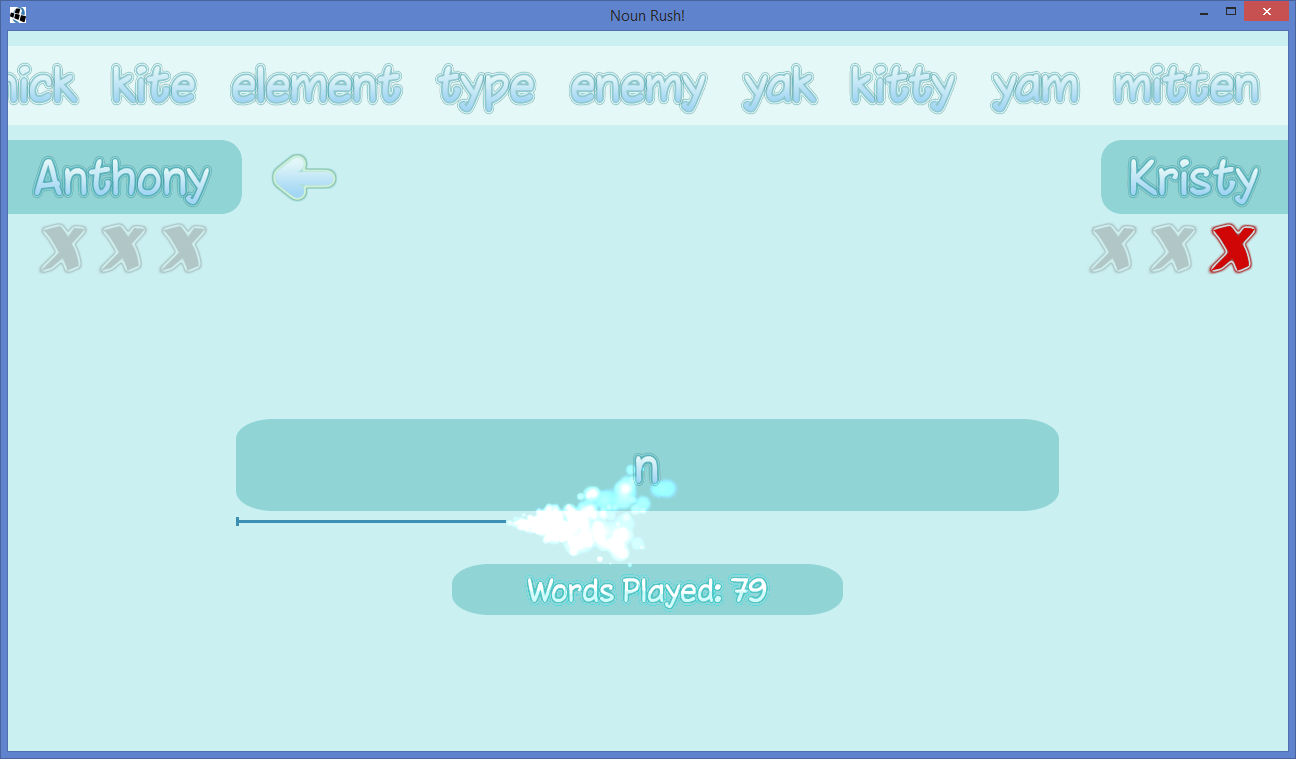 Noun Rush!
kite element type enemy yak kitty yam mitten
Anthony Kristy
X X X X X X
n
Words Played: 79